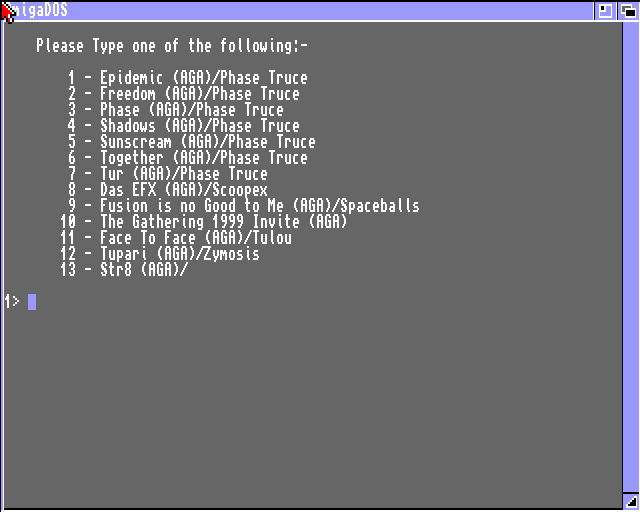 AmigaDOS
Please Type one of the following:-
1 - Epidemic (AGA)/Phase Truce
2 - Freedom (AGA)/Phase Truce
3 - Phase (AGA)/Phase Truce
4 - Shadows (AGA)/Phase Truce
5 - Sunscream (AGA)/Phase Truce
6 - Together (AGA)/Phase Truce
7 - Tur (AGA)/Phase Truce
8 - Das EFX (AGA)/Scoopex
9 - Fusion is no Good to Me (AGA)/Spaceballs
10 - The Gathering 1999 Invite (AGA)
11 - Face To Face (AGA)/Tulou
12 - Tupari (AGA)/Zymosis
13 - Str8 (AGA)/
1>